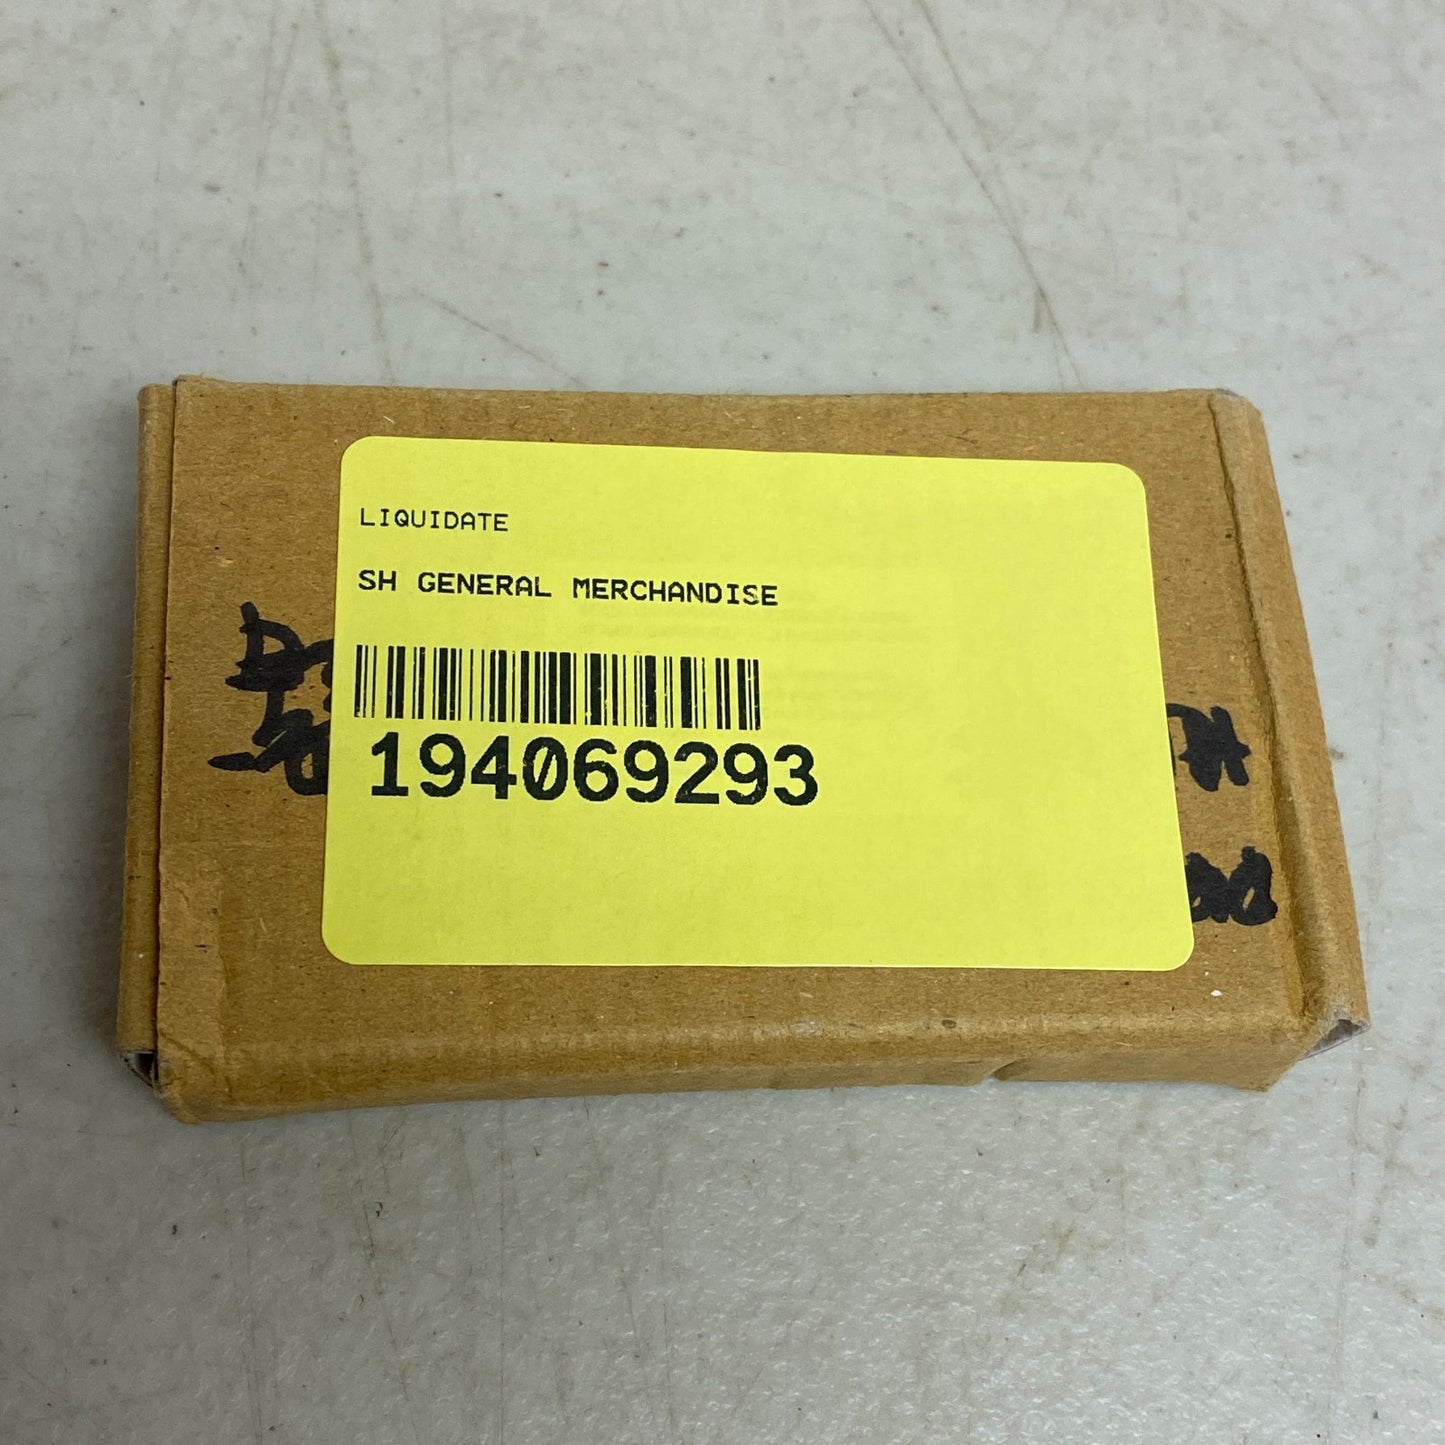 LIQUIDATE
SH GENERAL MERCHANDISE
194069293